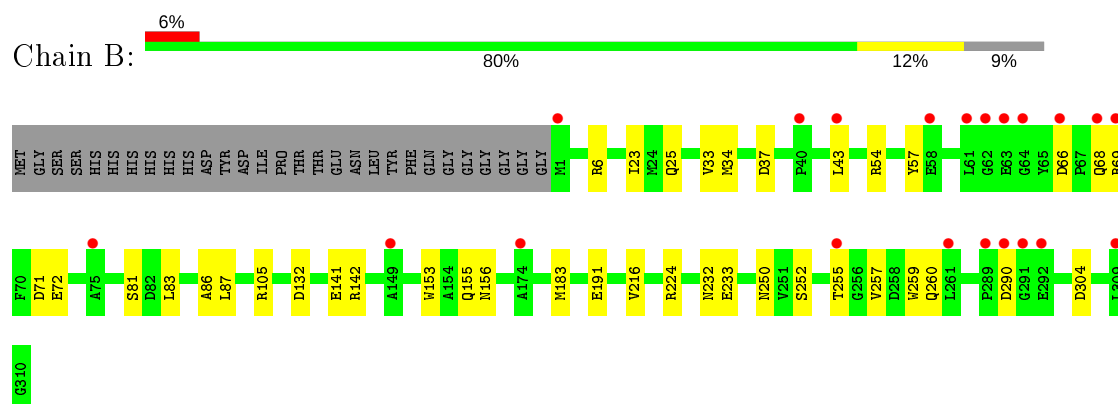 6%
Chain B:
80% 12% 9%
MET GLY SER SER HIS HIS HIS HIS HIS HIS ASP TYR ASP ILE PRO THR THR GLU ASN LEU TYR PHE GLN GLY GLY GLY GLY GLY GLY M1 R6 I23 M24 Q25 V33 M34 D37 P40 L43 R54 Y57 E58 L61 G62 E63 G64 Y65 D66 P67 Q68 R69
F70 D71 E72 A75 S81 D82 L83 A86 L87 R105 D132 E141 R142 A149 W153 A154 Q155 N156 A174 M183 E191 V216 R224 N232 E233 N250 V251 S252 T255 G256 V257 D258 W259 Q260 L261 P289 D290 G291 E292 D304 L309
G310